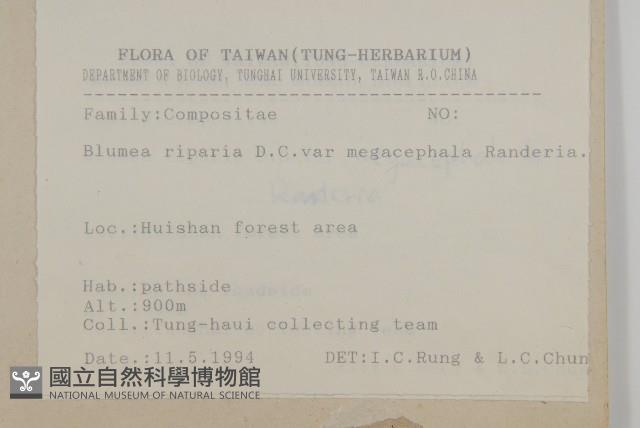 FLORA OF TAIWAN(TUNG-HERBARIUM)
DEPARTMENT OF BIOLOGY, TUNGHAI UNIVERSITY, TAIWAN R.O.CHINA
Family:Compositae NO:
Blumea riparia D.C.var megacephala Randeria.
Loc.:Huishan forest area
Hab.:pathside
Alt.:900m
Coll.:Tung-haui collecting team
Date.:11.5.1994 DET:I.C.Rung & L.C.Chun
國立自然科學博物館
NATIONAL MUSEUM OF NATURAL SCIENCE